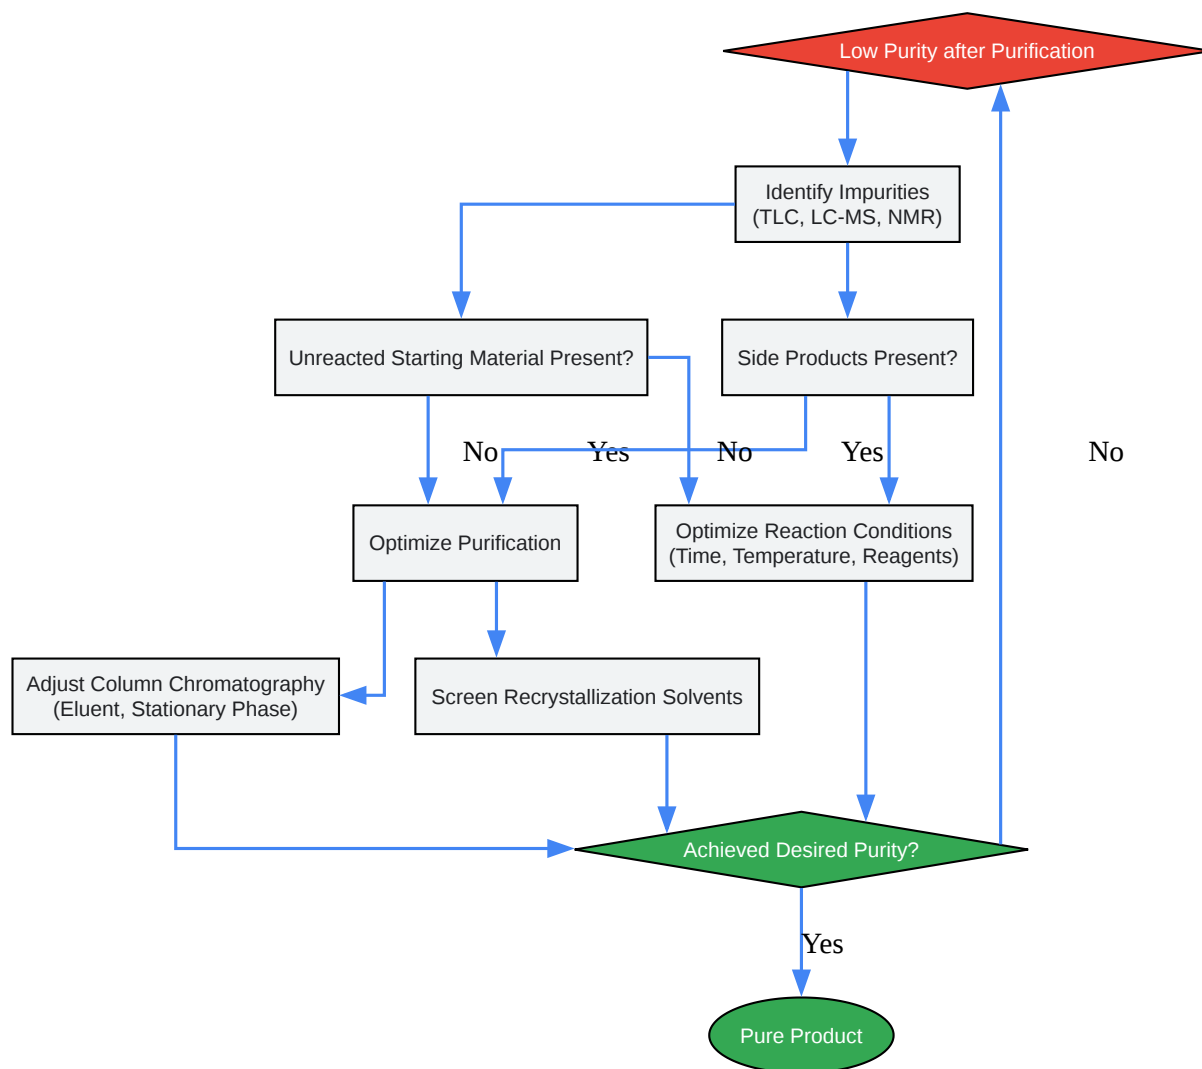 Low Purity after Purification
Identify Impurities
(TLC, LC-MS, NMR)
Unreacted Starting Material Present?
Side Products Present?
No
Yes
No
Yes
No
Optimize Purification
Optimize Reaction Conditions
(Time, Temperature, Reagents)
Adjust Column Chromatography
(Eluent, Stationary Phase)
Screen Recrystallization Solvents
Achieved Desired Purity?
Yes
Pure Product